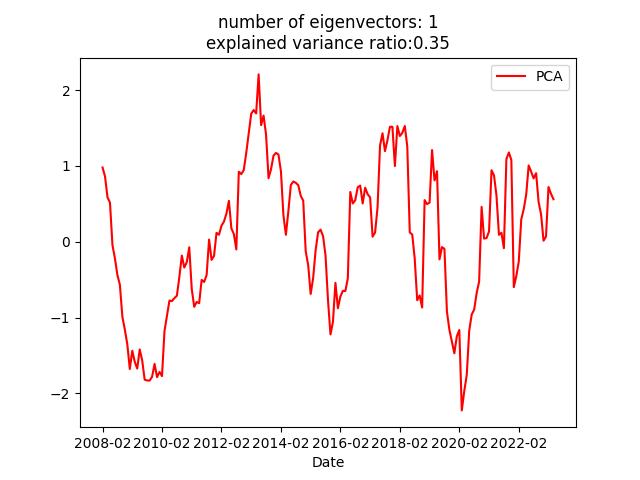 number of eigenvectors: 1
explained variance ratio:0.35
PCA
2
1
0
−1
−2
2008-02 2010-02 2012-02 2014-02 2016-02 2018-02 2020-02 2022-02
Date